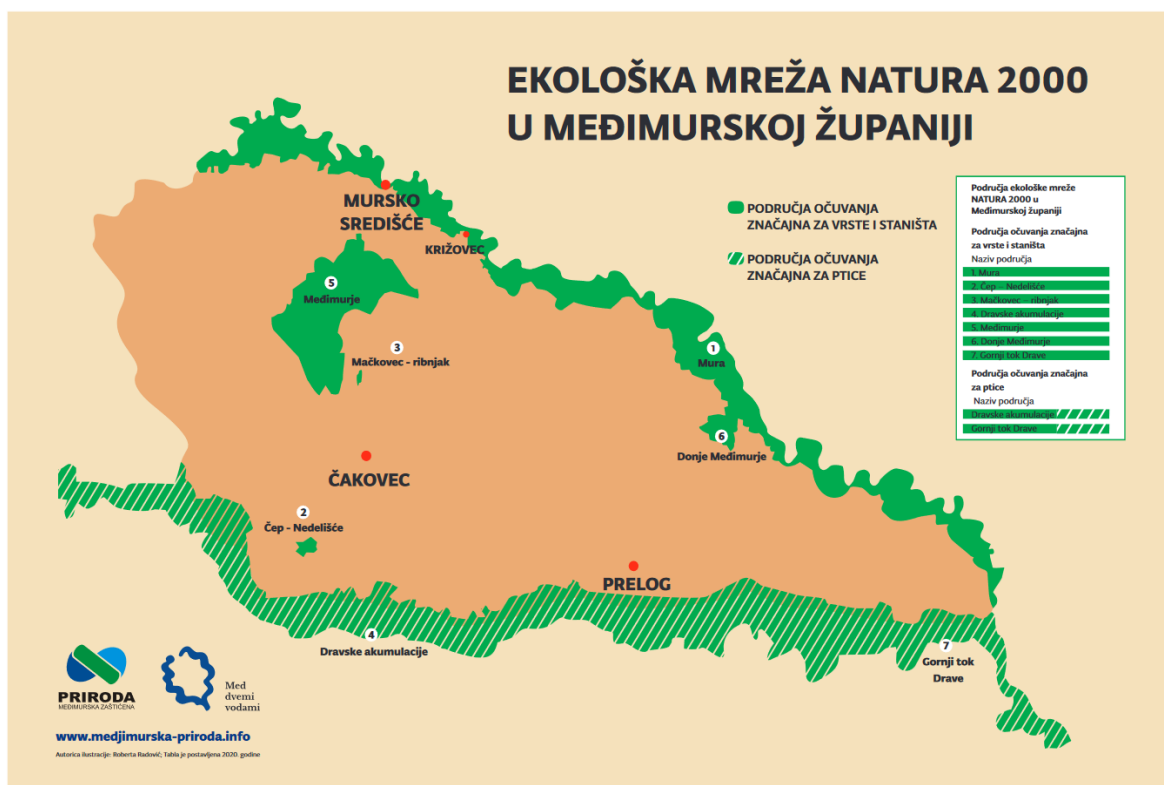 EKOLOŠKA MREŽA NATURA 2000
U MEĐIMURSKOJ ŽUPANIJI
PODRUČJA OČUVANJA
ZNAČAJNA ZA VRSTE I STANIŠTA
PODRUČJA OČUVANJA
ZNAČAJNA ZA PTICE
Područja ekološke mreže
NATURA 2000 u
Međimurskoj županiji
Područja očuvanja značajna
za vrste i staništa
Naziv područja
1. Mura
2. Čep – Nedelišće
3. Mačkovec – ribnjak
4. Dravske akumulacije
5. Međimurje
6. Donje Međimurje
7. Gornji tok Drave
Područja očuvanja značajna
za ptice
Naziv područja
Dravske akumulacije
Gornji tok Drave
MURSKO
SREDIŠĆE
KRIŽOVEC
5
Međimurje
3
Mačkovec - ribnjak
1
Mura
6
Donje Međimurje
ČAKOVEC
2
Čep - Nedelišće
PRELOG
4
Dravske akumulacije
7
Gornji tok
Drave
PRIRODA
MEĐIMURSKA ZAŠTIĆENA
Med
dvemi
vodami
www.medjimurska-priroda.info
Autorica ilustracije: Roberta Radović; Tabla je postavljena 2020. godine